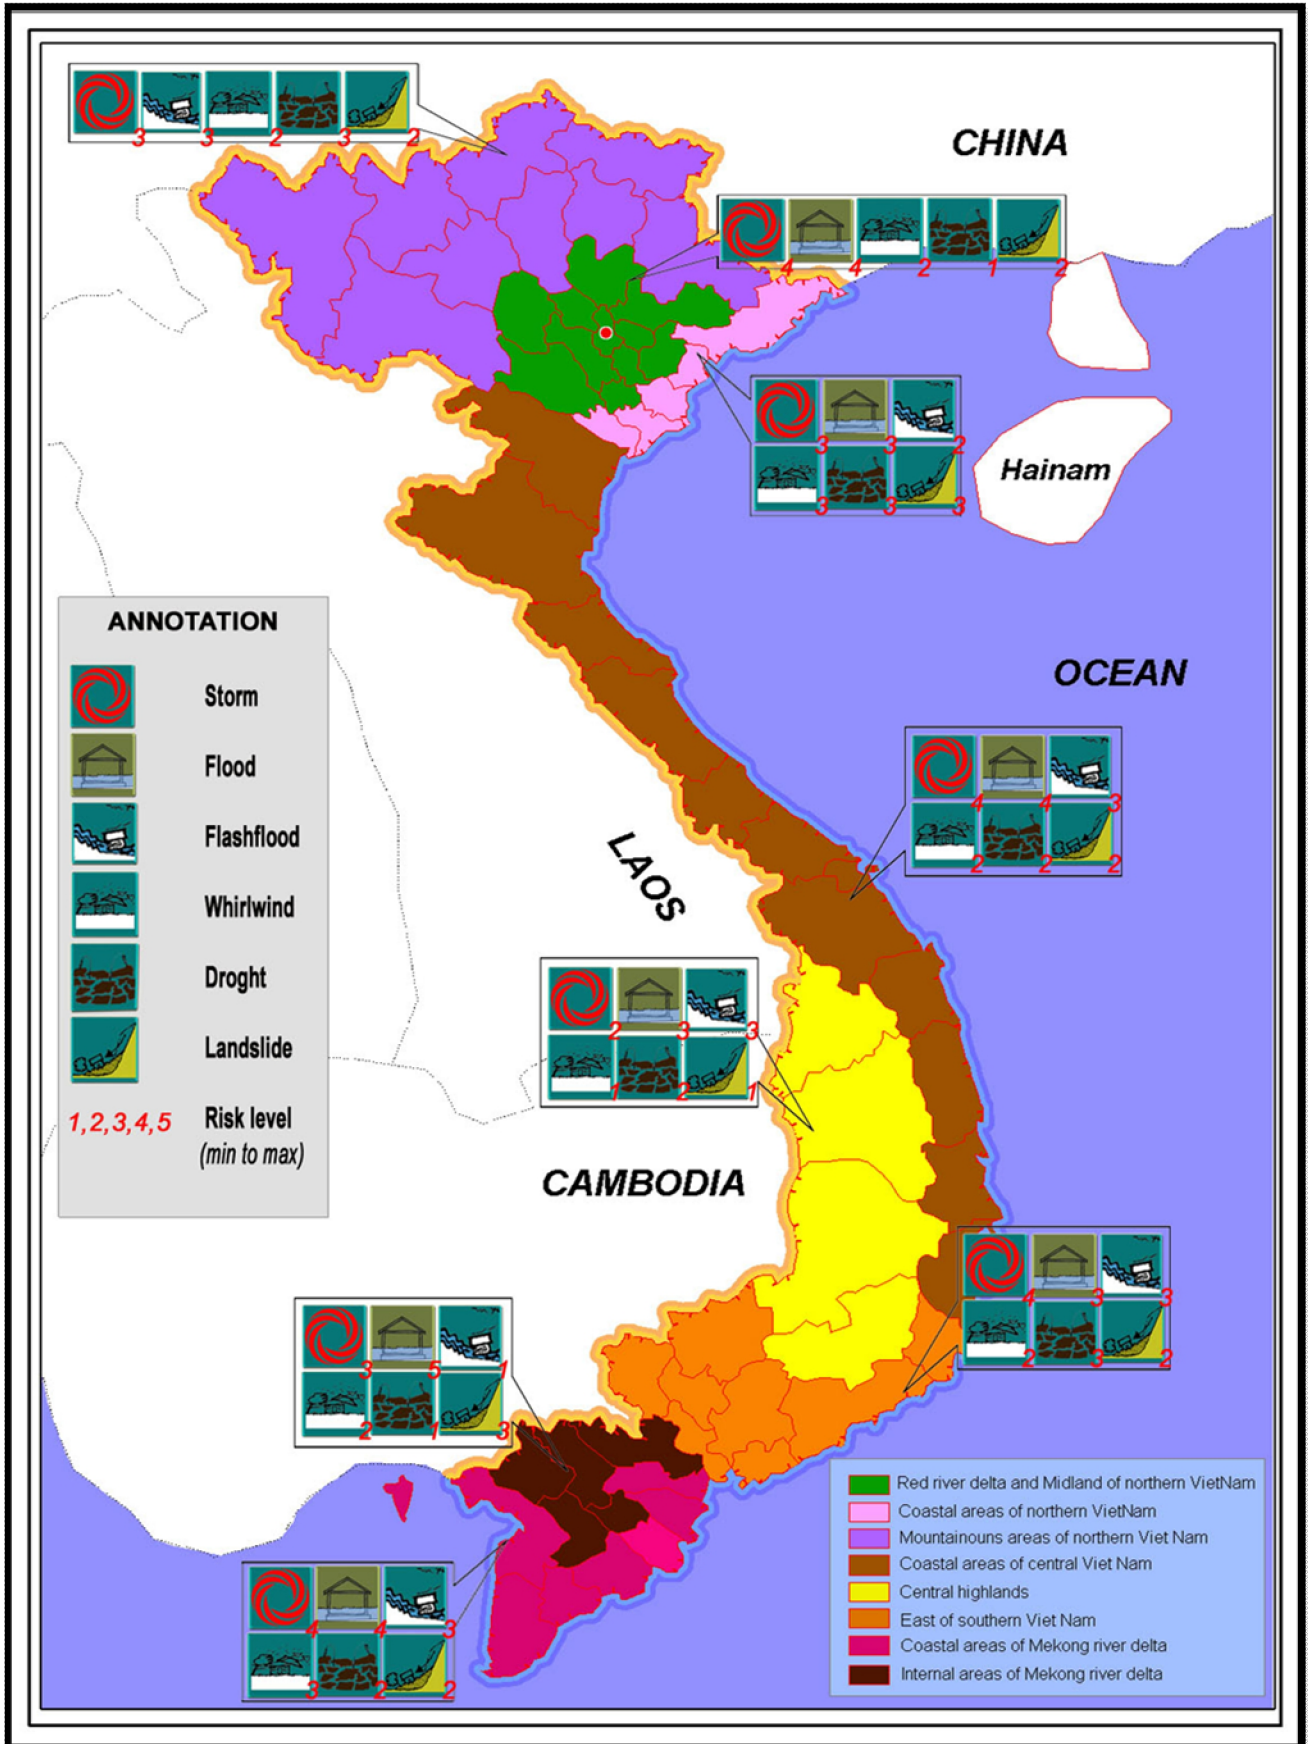 3 3 2 3 2
CHINA
4 4 2 1 2
3 3 2
3 3 3
Hainam
OCEAN
ANNOTATION
Storm
Flood
Flashflood
Whirlwind
Droght
Landslide
1,2,3,4,5 Risk level
(min to max)
4 4 3
2 2 2
LAOS
2 3 3
1 2 1
CAMBODIA
4 3 3
2 3 2
3 5 1
2 1 3
4 4 3
3 2 2
Red river delta and Midland of northern VietNam
Coastal areas of northern VietNam
Mountainouns areas of northern Viet Nam
Coastal areas of central Viet Nam
Central highlands
East of southern Viet Nam
Coastal areas of Mekong river delta
Internal areas of Mekong river delta